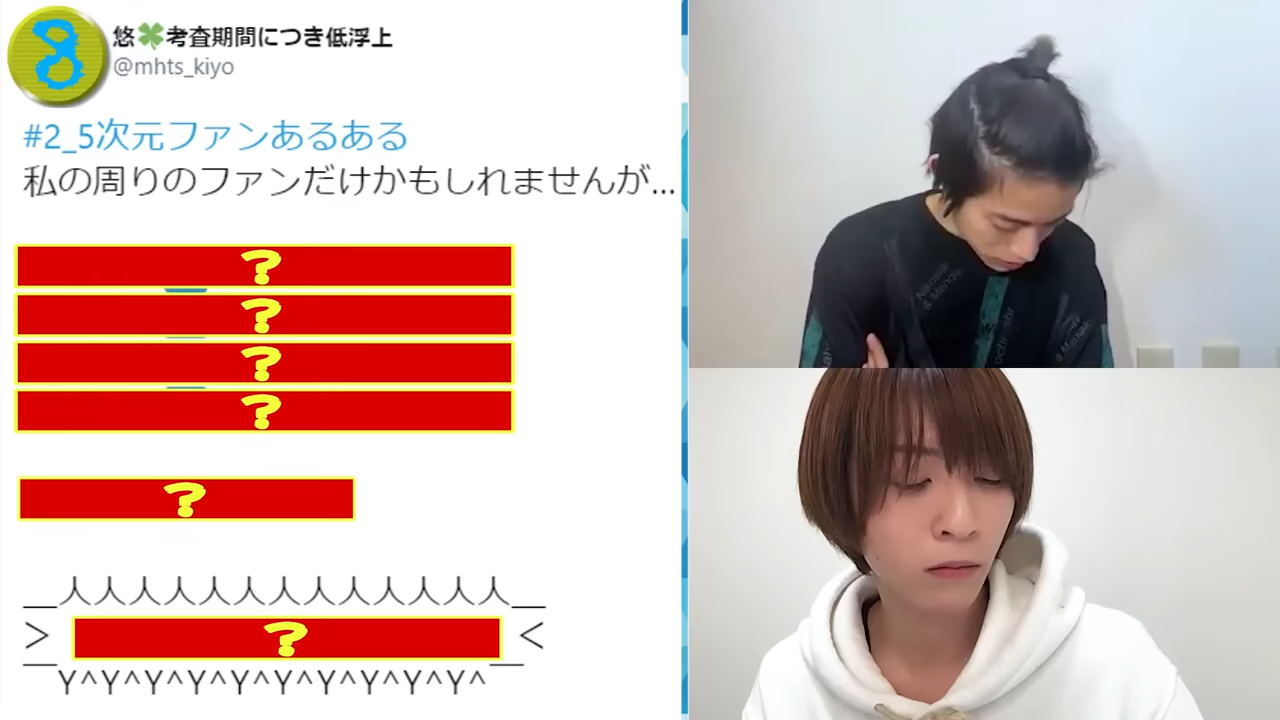 8
悠🍀考査期間につき低浮上
@mhts_kiyo
#2_5次元ファンあるある
私の周りのファンだけかもしれませんが...
?
?
?
?
?
＿人人人人人人人人人人人人人＿
＞ ? ＜
￣Y^Y^Y^Y^Y^Y^Y^Y^Y^Y^￣
Nikosiar
& Menque